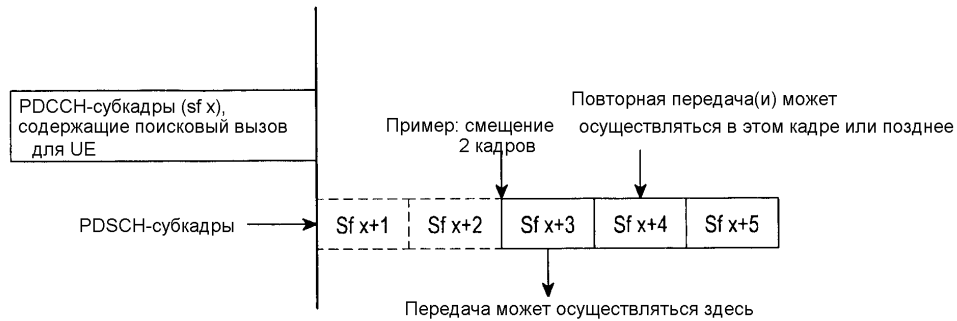 PDCCH-субкадры (sf x),
содержащие поисковый вызов
для UE
Пример: смещение
2 кадров
Повторная передача(и) может
осуществляться в этом кадре или позднее
PDSCH-субкадры
Sf x+1
Sf x+2
Sf x+3
Sf x+4
Sf x+5
Передача может осуществляться здесь